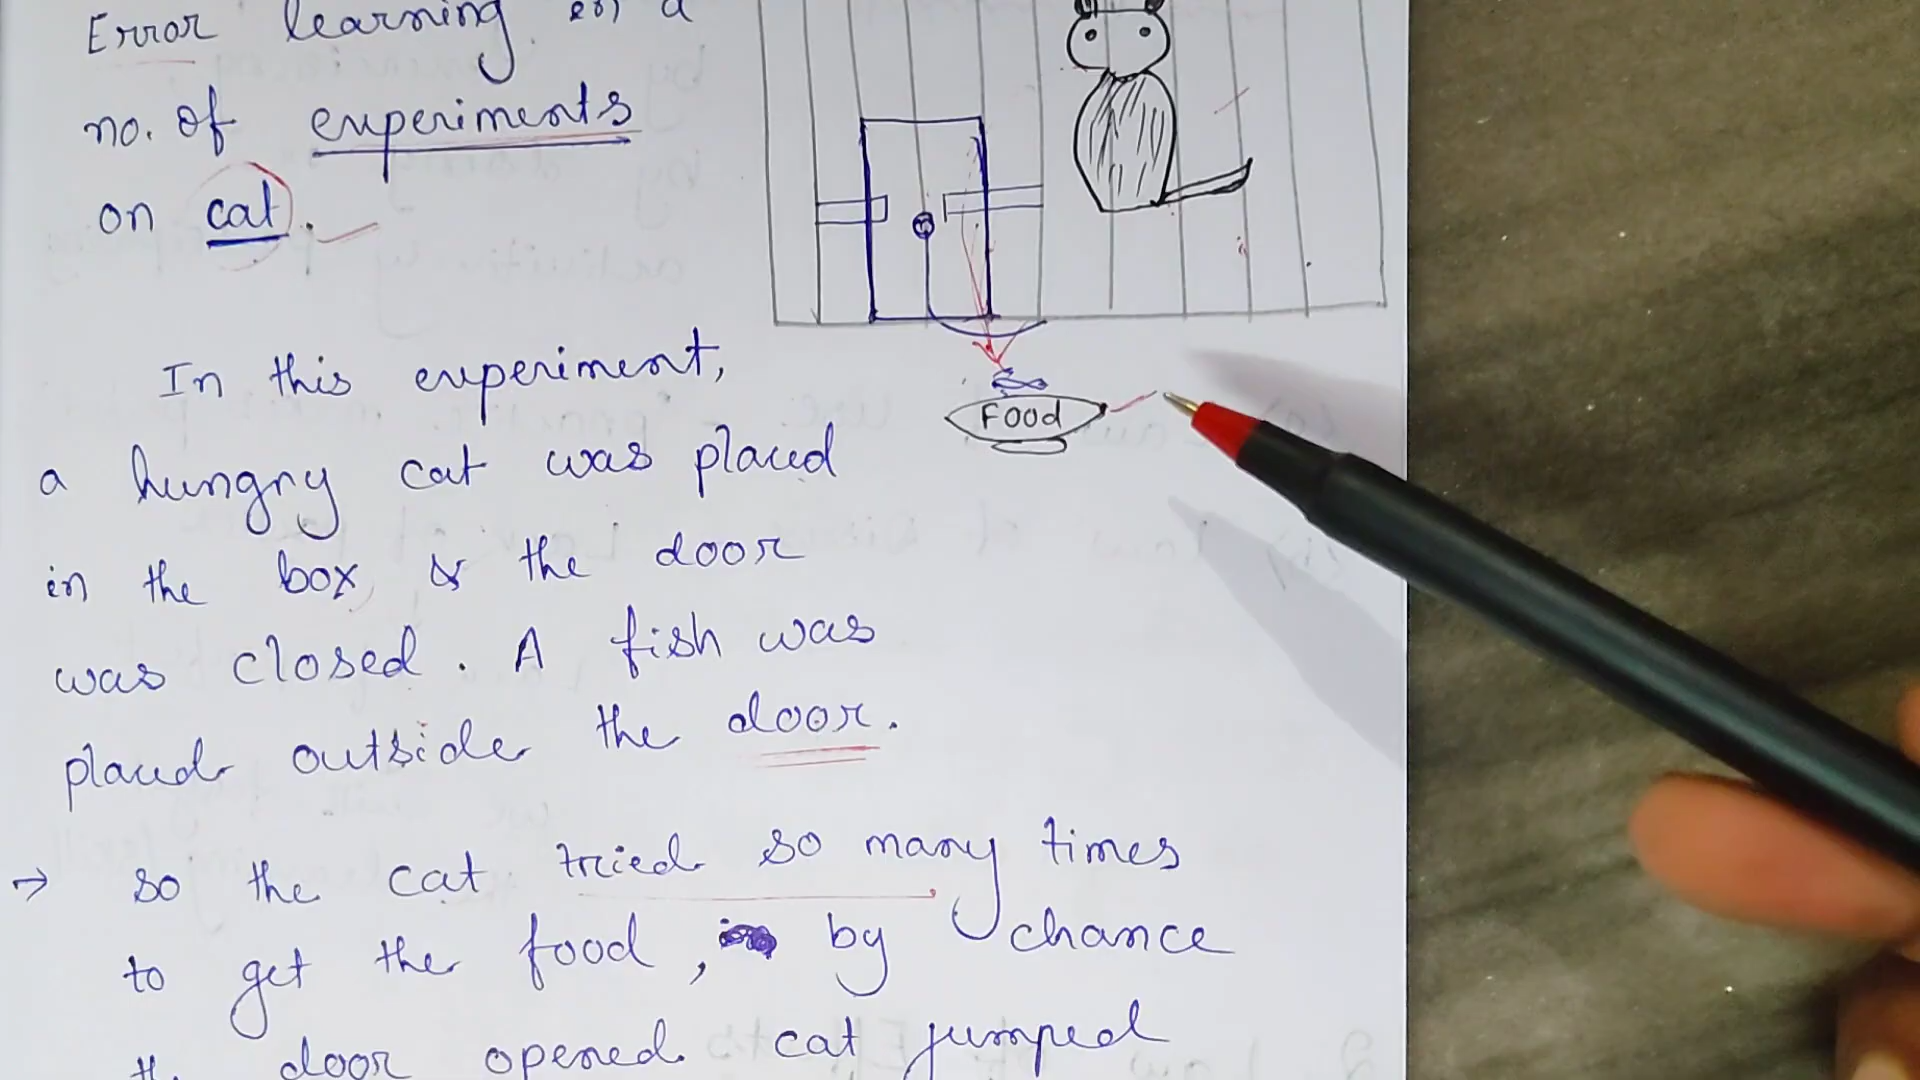 Error learning in a
no. of experiments
on cat.
Food
In this experiment,
a hungry cat was placed
in the box & the door
was closed. A fish was
placed outside the door.
→ so the cat tried so many times
to get the food, by chance
the door opened. cat jumped